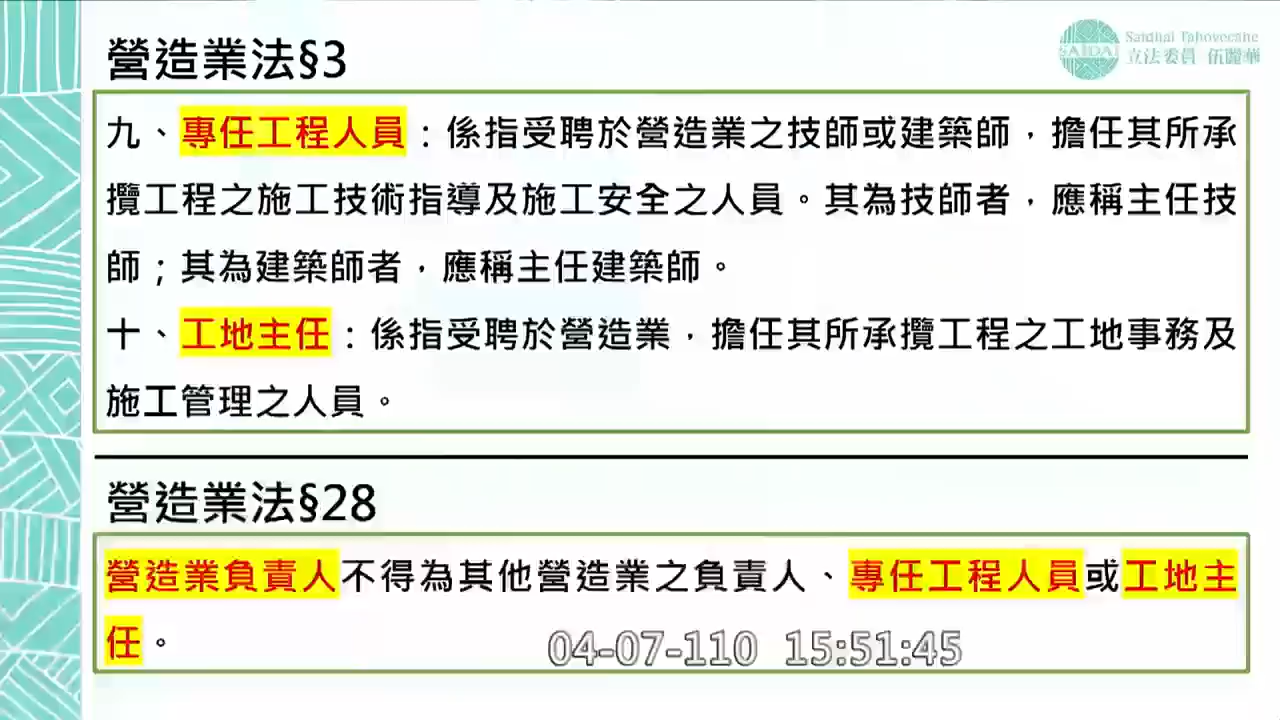 Saidhai Tahovecahe
SAIDAI
立法委員 伍麗華
營造業法§3
九、專任工程人員：係指受聘於營造業之技師或建築師，擔任其所承
攬工程之施工技術指導及施工安全之人員。其為技師者，應稱主任技
師；其為建築師者，應稱主任建築師。
十、工地主任：係指受聘於營造業，擔任其所承攬工程之工地事務及
施工管理之人員。
營造業法§28
營造業負責人不得為其他營造業之負責人、專任工程人員或工地主
任。
04-07-110 15:51:45